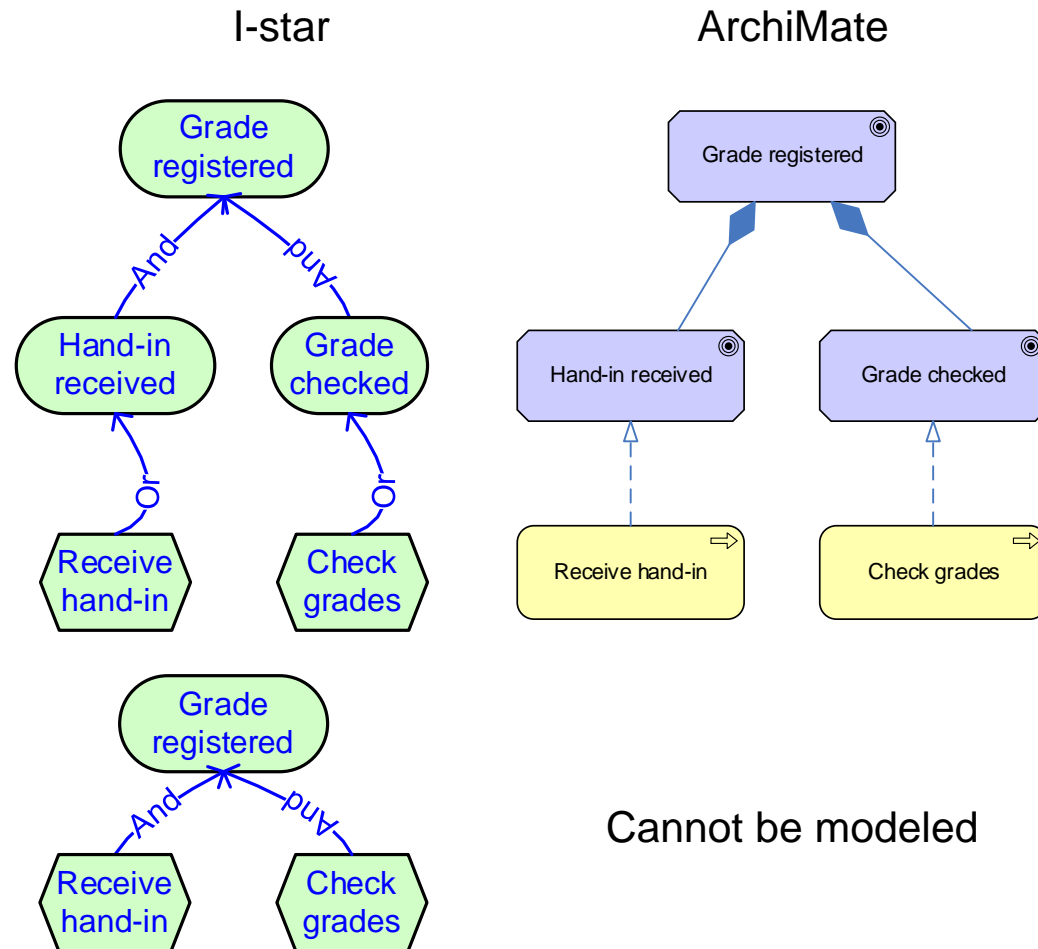 I-star
ArchiMate
Grade
registered
And
And
Hand-in
received
Grade
checked
Or
Or
Receive
hand-in
Check
grades
Grade registered
Hand-in received
Grade checked
Receive hand-in
Check grades
Grade
registered
And
And
Receive
hand-in
Check
grades
Cannot be modeled